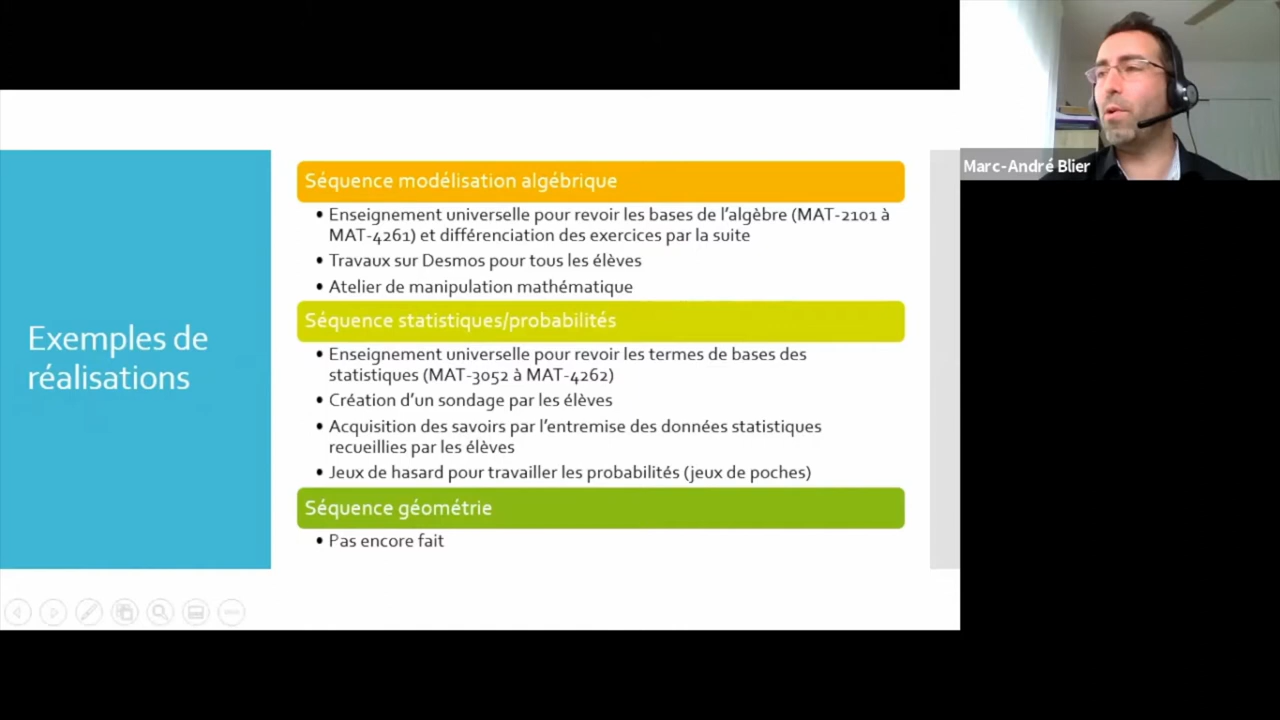 Exemples de
réalisations
Séquence modélisation algébrique
• Enseignement universelle pour revoir les bases de l'algèbre (MAT-2101 à
MAT-4261) et différenciation des exercices par la suite
• Travaux sur Desmos pour tous les élèves
• Atelier de manipulation mathématique
Séquence statistiques/probabilités
• Enseignement universelle pour revoir les termes de bases des
statistiques (MAT-3052 à MAT-4262)
• Création d'un sondage par les élèves
• Acquisition des savoirs par l'entremise des données statistiques
recueillies par les élèves
• Jeux de hasard pour travailler les probabilités (jeux de poches)
Séquence géométrie
• Pas encore fait
Marc-André Blier